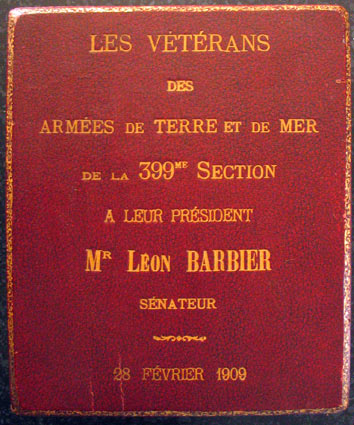 LES VÉTÉRANS
DES
ARMÉES DE TERRE ET DE MER
DE LA 399ME SECTION
A LEUR PRÉSIDENT
MR LÉON BARBIER
SÉNATEUR
28 FÉVRIER 1909